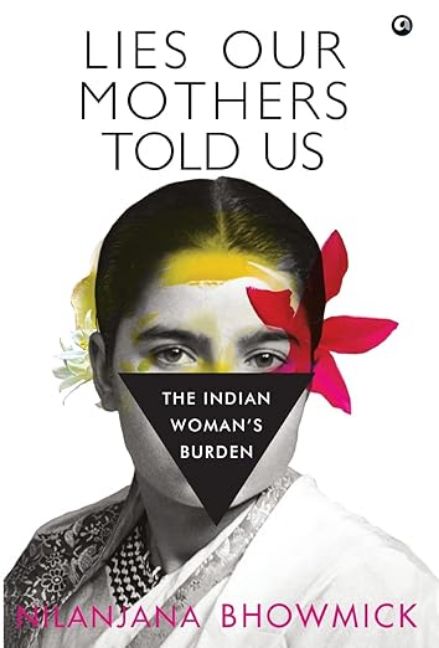 LIES OUR
MOTHERS
TOLD US
THE INDIAN
WOMAN'S
BURDEN
NILANJANA BHOWMICK